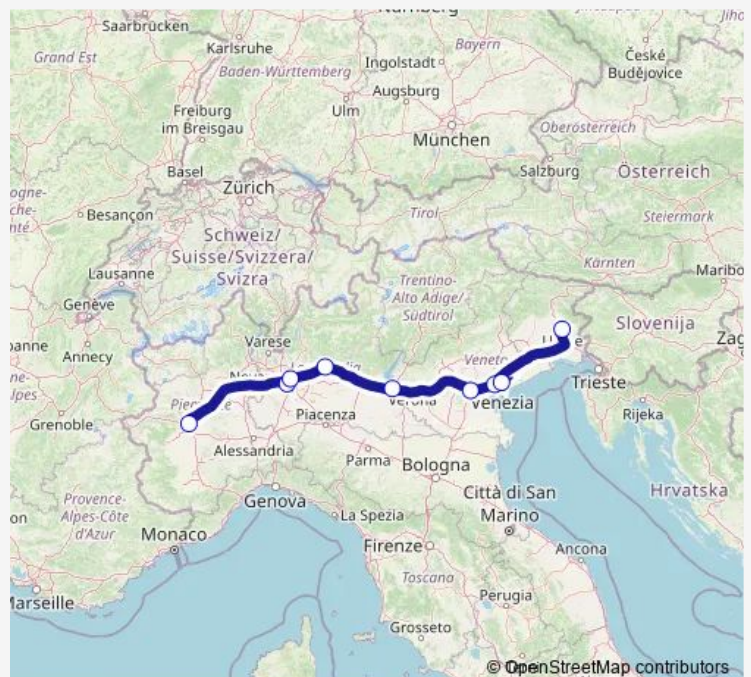 Nürnberg
Saarbrücken
Karlsruhe
Grand Est
Bayern
Ingolstadt
České
Budějovice
Baden-Württemberg
Augsburg
Ulm
Freiburg
im Breisgau
München
Oberösterreich
Basel
Zürich
Salzburg
Österreich
Besançon
Tirol
Steiermark
Schweiz/
Suisse/Svizzera/
Svizra
Lausanne
Kärnten
Genève
Trentino-
Alto Adige/
Südtirol
Slovenija
Annecy
Varese
Veneto
Trieste
Verona
Venezia
Rijeka
Grenoble
Piacenza
Alessandria
Parma
Bologna
Provence-
Alpes-Côte
d'Azur
Genova
Città di San
Marino
Hrvatska
La Spezia
Monaco
Firenze
Ancona
Toscana
Marseille
Perugia
Grosseto
© OpenStreetMap contributors